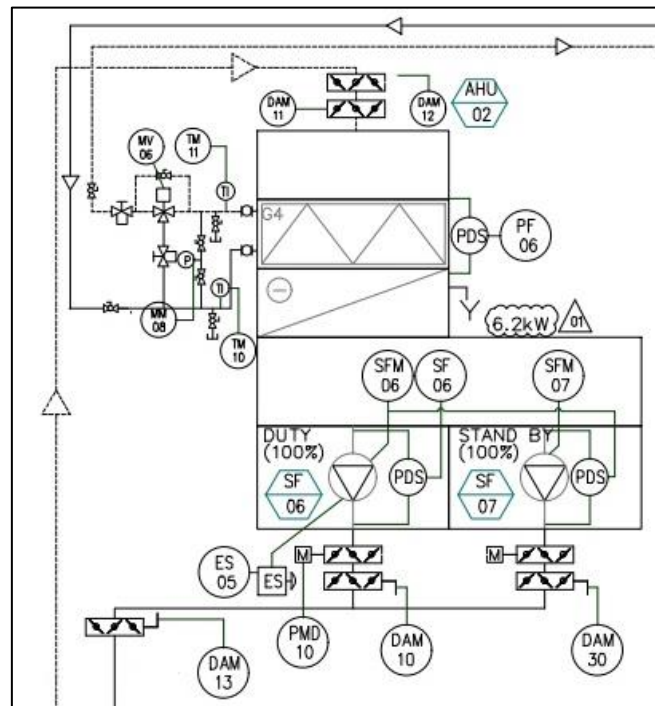 AHU
02
DAM
11
DAM
12
MV
06
TM
11
TI
G4
PDS
PF
06
P
TI
MM
08
TM
10
6.2kW
01
SFM
06
SF
06
SFM
07
DUTY
(100%)
STAND BY
(100%)
PDS
PDS
SF
06
SF
07
ES
05
ES
M
M
PMD
10
DAM
10
DAM
30
DAM
13